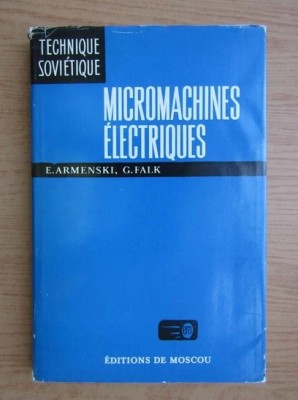 TECHNIQUE
SOVIÉTIQUE
MICROMACHINES
ÉLECTRIQUES
E.ARMENSKI, G.FALK
ÉDITIONS DE MOSCOU